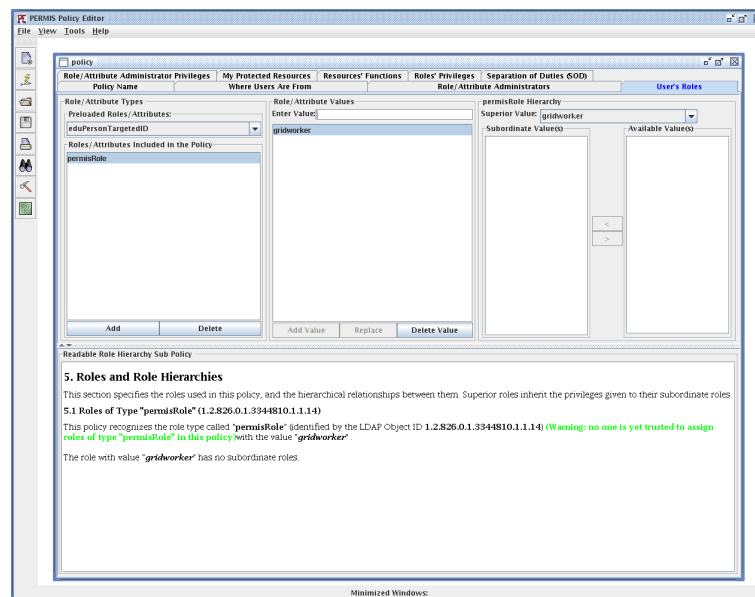 PERMIS Policy Editor
File View Tools Help
policy
Role/Attribute Administrator Privileges My Protected Resources Resources' Functions Roles' Privileges Separation of Duties (SOD)
Policy Name Where Users Are From Role/Attribute Administrators User's Roles
Role/Attribute Types
Preloaded Roles/Attributes:
eduPersonTargetedID
Roles/Attributes Included in the Policy
permisRole
Add Delete
Role/Attribute Values
Enter Value:
gridworker
Add Value Replace Delete Value
permisRole Hierarchy
Superior Value: gridworker
Subordinate Value(s) Available Value(s)
<
>
Readable Role Hierarchy Sub Policy
5. Roles and Role Hierarchies
This section specifies the roles used in this policy, and the hierarchical relationships between them. Superior roles inherit the privileges given to their subordinate roles.
5.1 Roles of Type "permisRole" (1.2.826.0.1.3344810.1.1.14)
This policy recognizes the role type called "permisRole" (identified by the LDAP Object ID 1.2.826.0.1.3344810.1.1.14) (Warning: no one is yet trusted to assign
roles of type "permisRole" in this policy)with the value "gridworker" .
The role with value "gridworker" has no subordinate roles.
Minimized Windows: